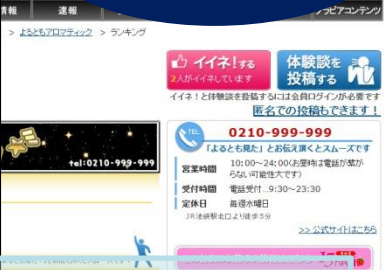 情報 速報 グラビアコンテンツ
> よるともアロマティック > ランキング
イイネ!する
2人がイイネしています
体験談を
投稿する
イイネ!と体験談を投稿するには会員ログインが必要です
匿名での投稿もできます!
TEL 0210-999-999
「よるとも見た」とお伝え頂くとスムーズです
tel:0210-999-999
営業時間 10:00～24:00(お昼時は電話が繋が
らない可能性大です)
受付時間 電話受付…9:30～23:30
定休日 毎週水曜日
JR池袋駅北口より徒歩5分
>> 公式サイトはこちら